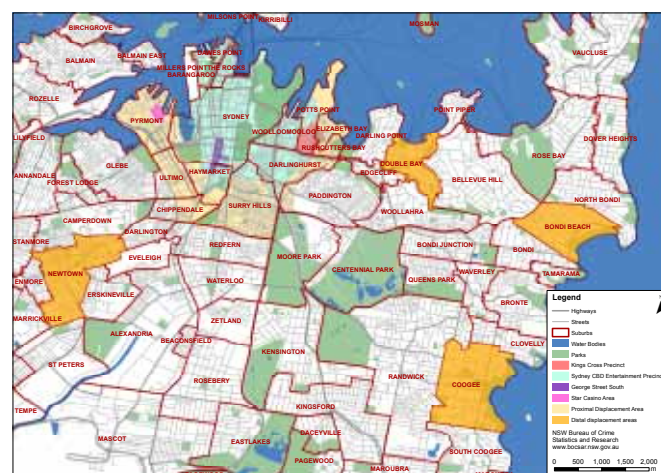 MILSONS POINT
KIRRIBILLI
MOSMAN
BIRCHGROVE
BALMAIN EAST
DAWES POINT
VAUCLUSE
BALMAIN
MILLERS POINT THE ROCKS
BARANGAROO
ROZELLE
POTTS POINT
POINT PIPER
PYRMONT
SYDNEY
WOOLLOOMOOLOO
ELIZABETH BAY
DARLING POINT
DOVER HEIGHTS
LILYFIELD
RUSHCUTTERS BAY
GLEBE
HAYMARKET
DARLINGHURST
DOUBLE BAY
ROSE BAY
ANNANDALE
ULTIMO
EDGECLIFF
BELLEVUE HILL
FOREST LODGE
PADDINGTON
NORTH BONDI
CHIPPENDALE
SURRY HILLS
WOOLLAHRA
CAMPERDOWN
DARLINGTON
BONDI BEACH
STANMORE
REDFERN
MOORE PARK
BONDI JUNCTION
BONDI
EVELEIGH
NEWTOWN
CENTENNIAL PARK
WAVERLEY
TAMARAMA
ENMORE
WATERLOO
QUEENS PARK
ERSKINEVILLE
BRONTE
MARRICKVILLE
ZETLAND
ALEXANDRIA
BEACONSFIELD
CLOVELLY
ST PETERS
KENSINGTON
RANDWICK
ROSEBERY
COOGEE
TEMPE
KINGSFORD
MASCOT
EASTLAKES
DACEYVILLE
SOUTH COOGEE
PAGEWOOD
MAROUBRA
Legend
Highways
Streets
Suburbs
Water Bodies
Parks
Kings Cross Precinct
Sydney CBD Entertainment Precinct
George Street South
Star Casino Area
Proximal Displacement Area
Distal displacement areas
NSW Bureau of Crime
Statistics and Research
www.bocsar.nsw.gov.au
0 500 1,000 1,500 2,000